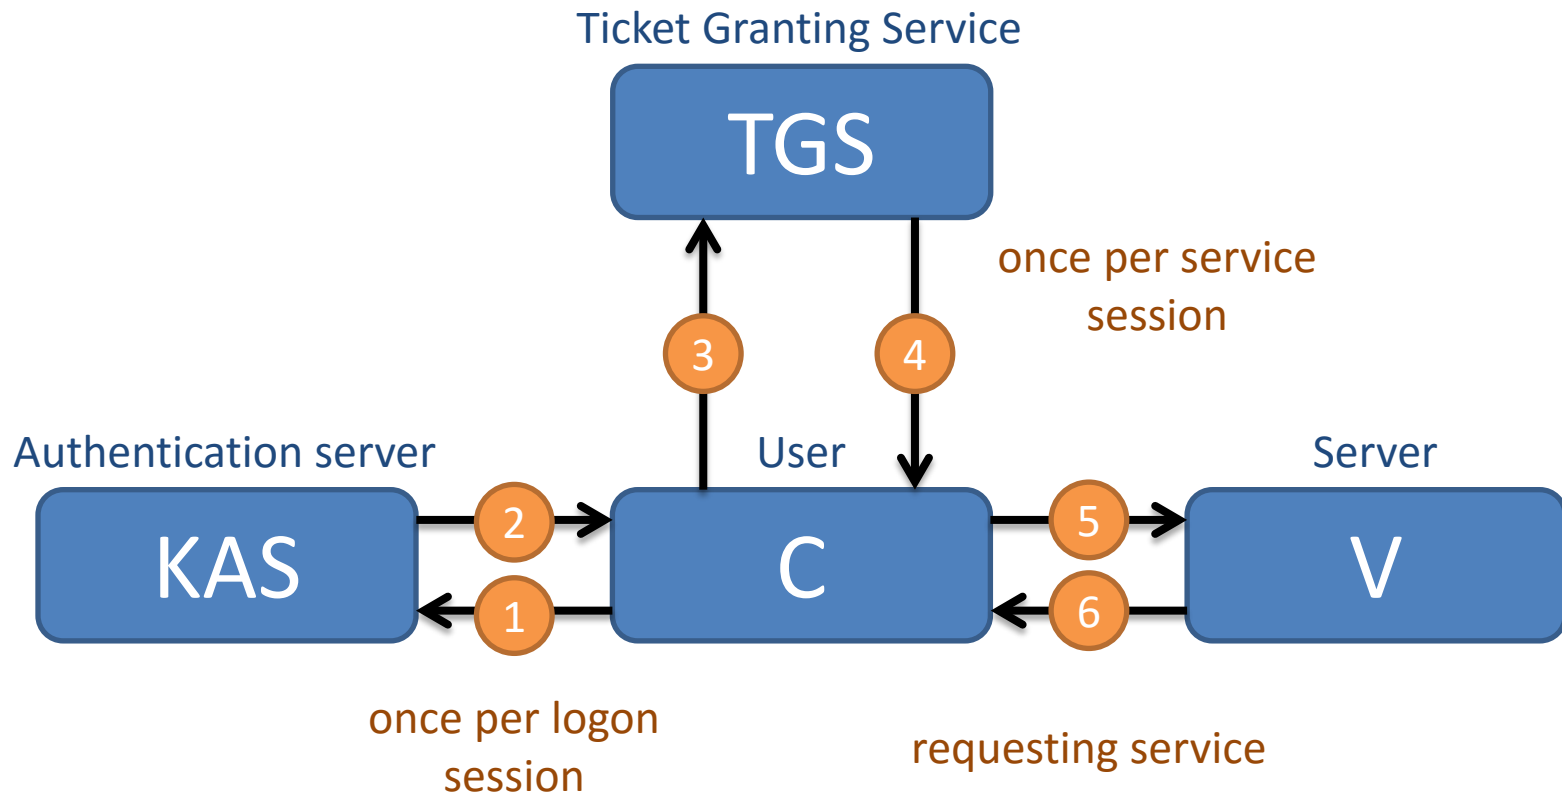 Ticket Granting Service
TGS
once per service
session
3
4
Authentication server
User
Server
KAS
2
1
C
5
6
V
once per logon
session
requesting service